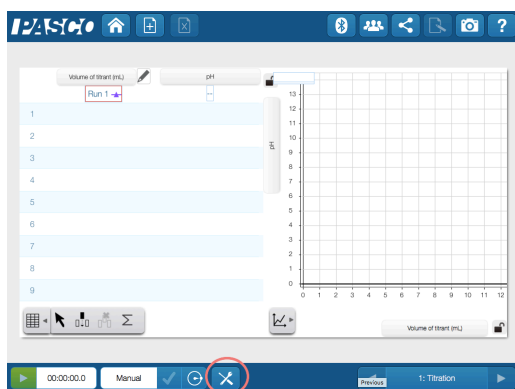 PASCO
?
Volume of titrant (mL)
pH
Run 1
1
2
3
4
5
6
7
8
9
Σ
pH
13
12
11
10
9
8
7
6
5
4
3
2
1
0
0 1 2 3 4 5 6 7 8 9 10 11 12
Volume of titrant (mL)
00:00:00.0
Manual
Previous
1: Titration